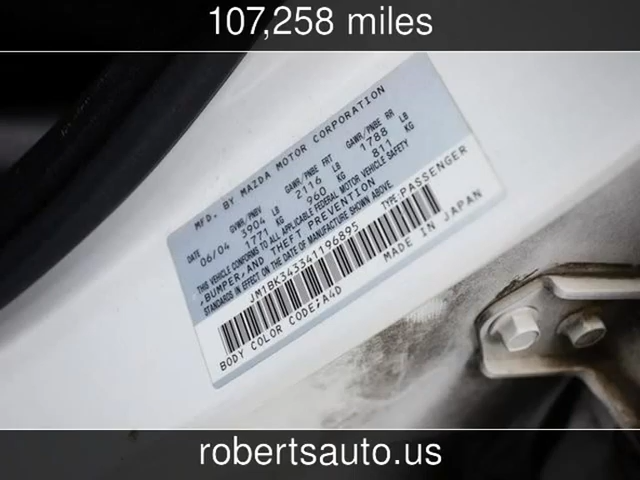 107,258 miles
MFD. BY MAZDA MOTOR CORPORATION
DATE GVWR/PNBV GAWR/PNBE FRT GAWR/PNBE RR
06/04 3904 LB 2116 LB 1788 LB
1771 KG 960 KG 811 KG
THIS VEHICLE CONFORMS TO ALL APPLICABLE FEDERAL MOTOR VEHICLE SAFETY
,BUMPER,AND THEFT PREVENTION
STANDARDS IN EFFECT ON THE DATE OF MANUFACTURE SHOWN ABOVE.
JM1BK343341196895 TYPE:PASSENGER
BODY COLOR CODE;A4D MADE IN JAPAN
robertsauto.us